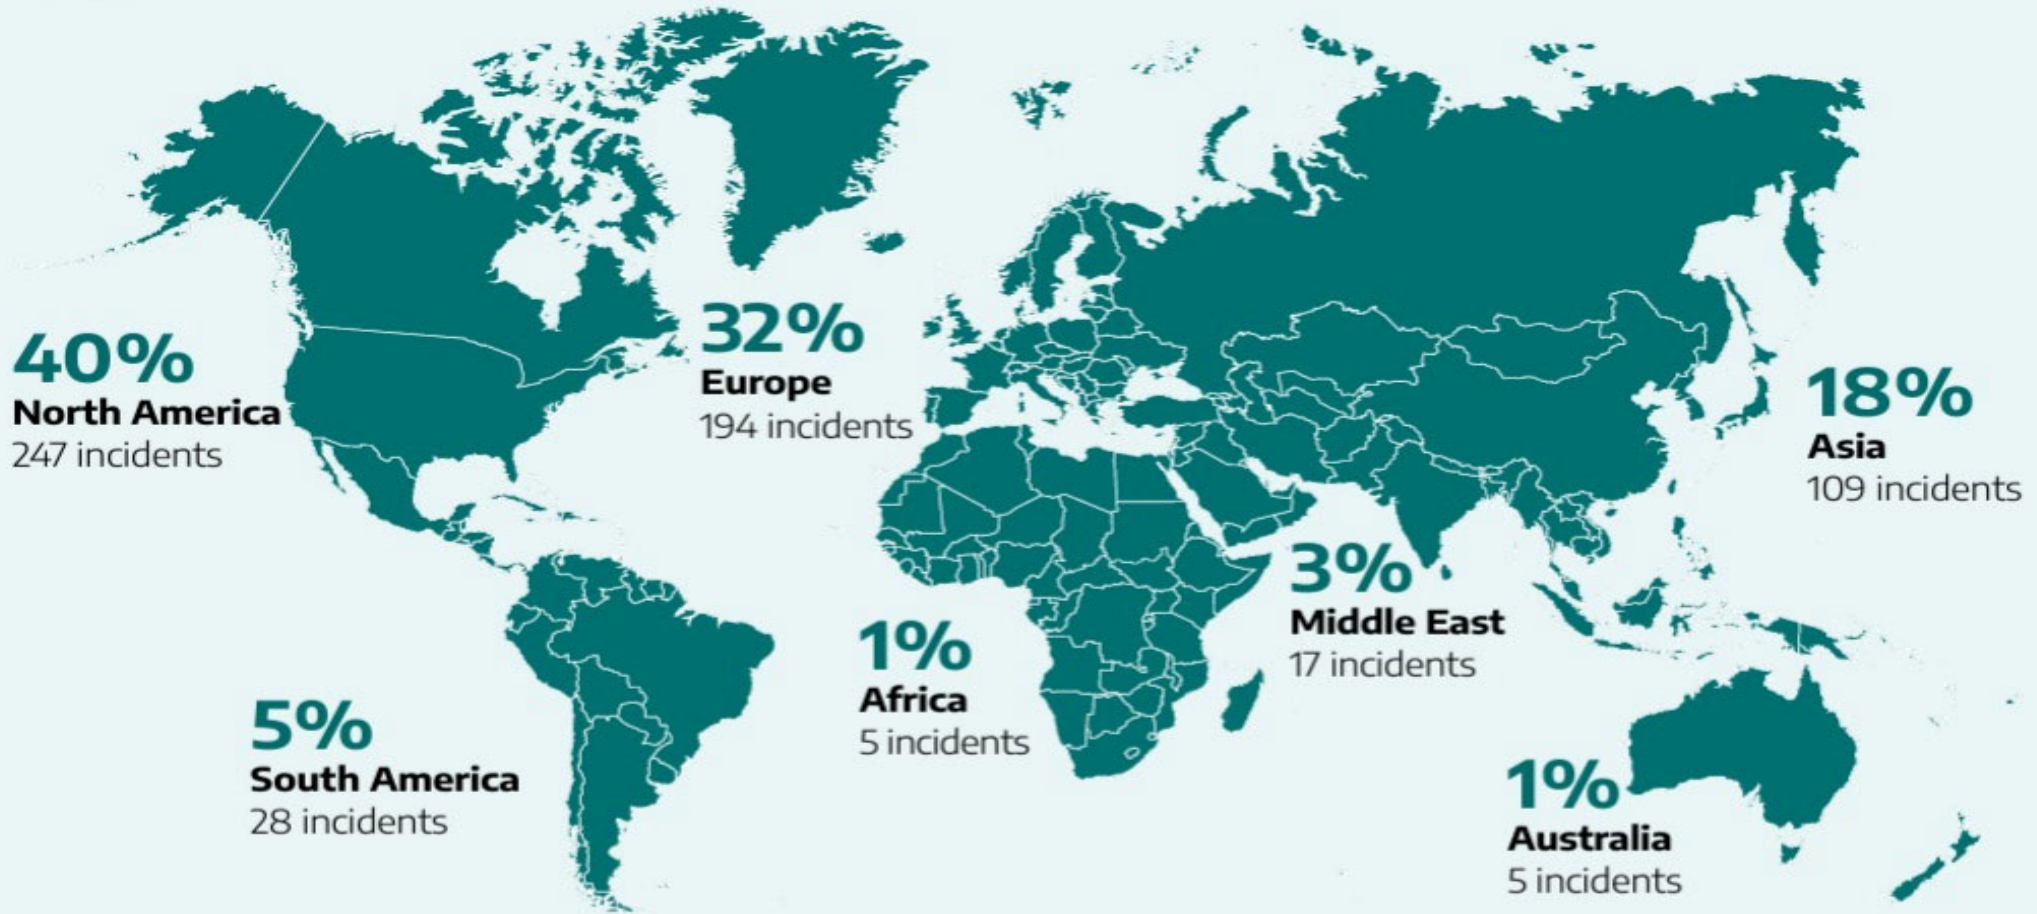 40%
North America
247 incidents
32%
Europe
194 incidents
18%
Asia
109 incidents
3%
Middle East
17 incidents
1%
Africa
5 incidents
5%
South America
28 incidents
1%
Australia
5 incidents